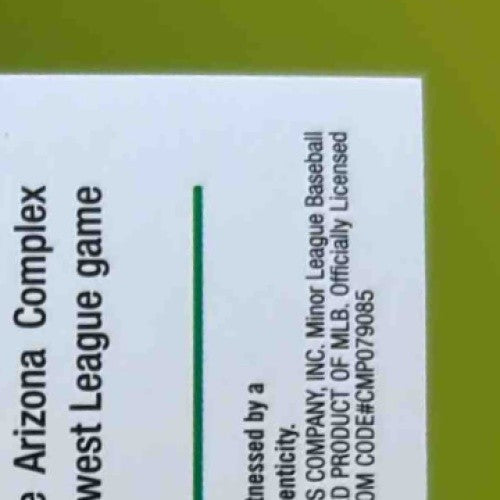 Arizona Complex
west League game
tnessed by a
enticity.
S COMPANY, INC. Minor League Baseball
D PRODUCT OF MLB. Officially Licensed
OM CODE#CMP079085